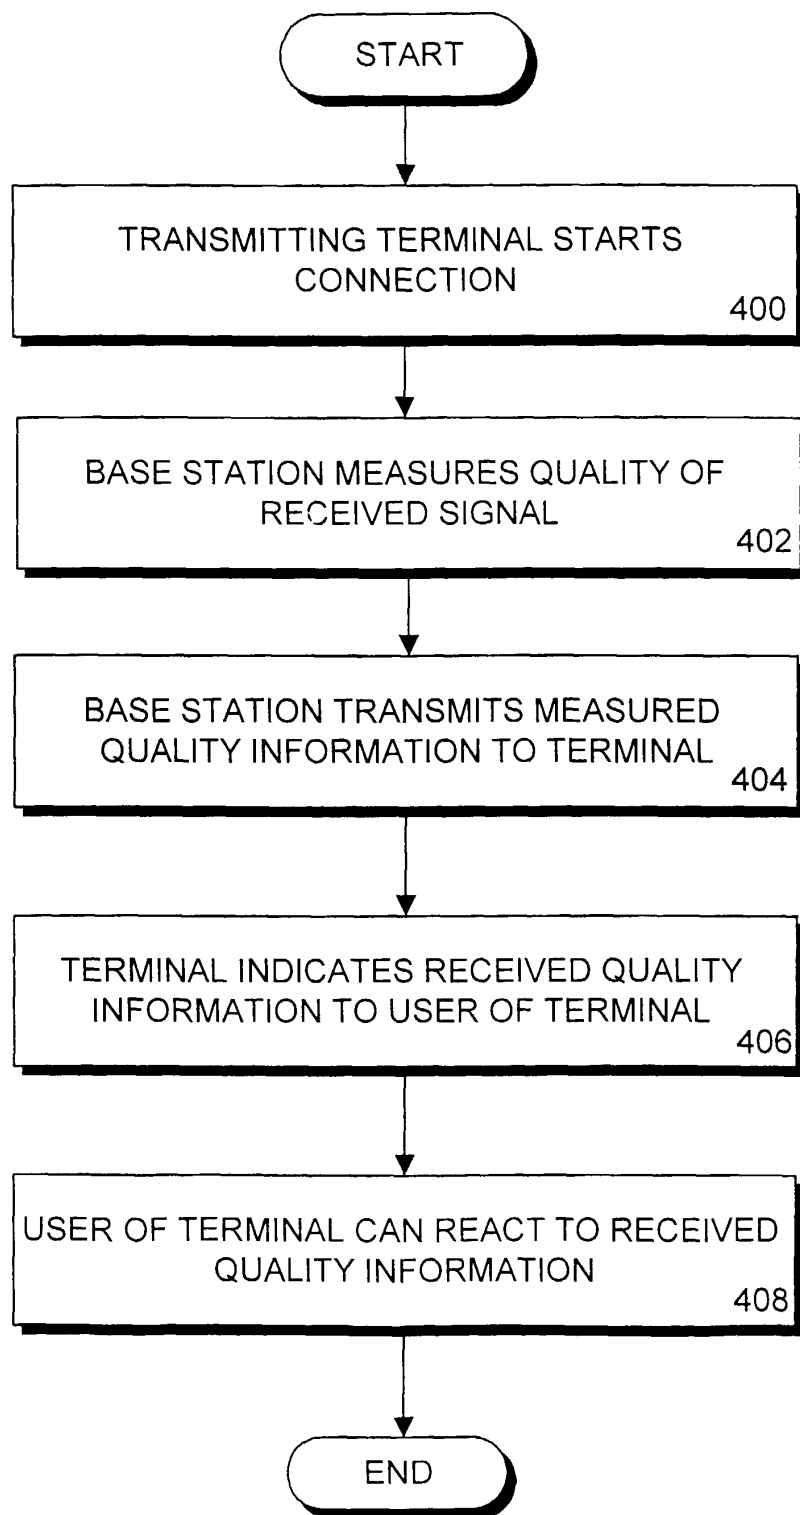 START
TRANSMITTING TERMINAL STARTS
CONNECTION
400
BASE STATION MEASURES QUALITY OF
RECEIVED SIGNAL
402
BASE STATION TRANSMITS MEASURED
QUALITY INFORMATION TO TERMINAL
404
TERMINAL INDICATES RECEIVED QUALITY
INFORMATION TO USER OF TERMINAL
406
USER OF TERMINAL CAN REACT TO RECEIVED
QUALITY INFORMATION
408
END